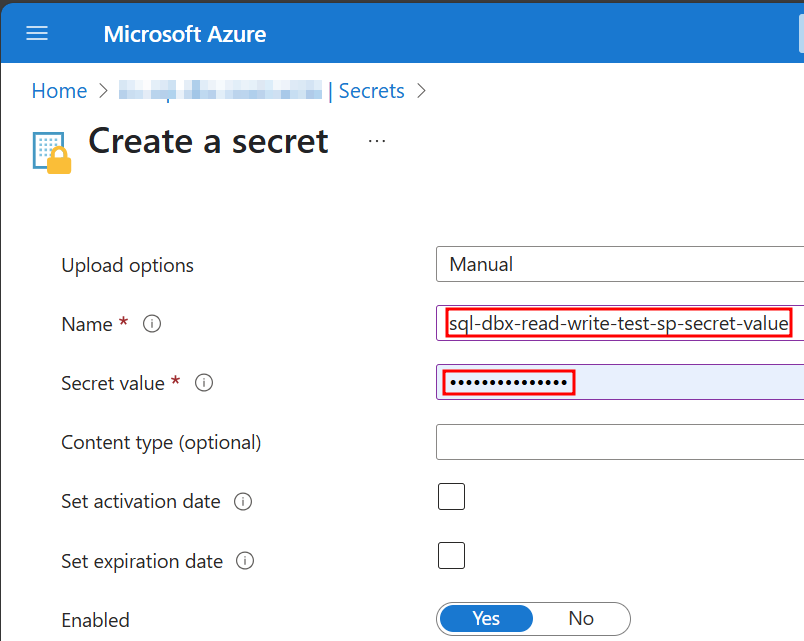 Microsoft Azure
Home > | Secrets >
Create a secret ...
Upload options Manual
Name * sql-dbx-read-write-test-sp-secret-value
Secret value * •••••••••••••••
Content type (optional)
Set activation date
Set expiration date
Enabled Yes No